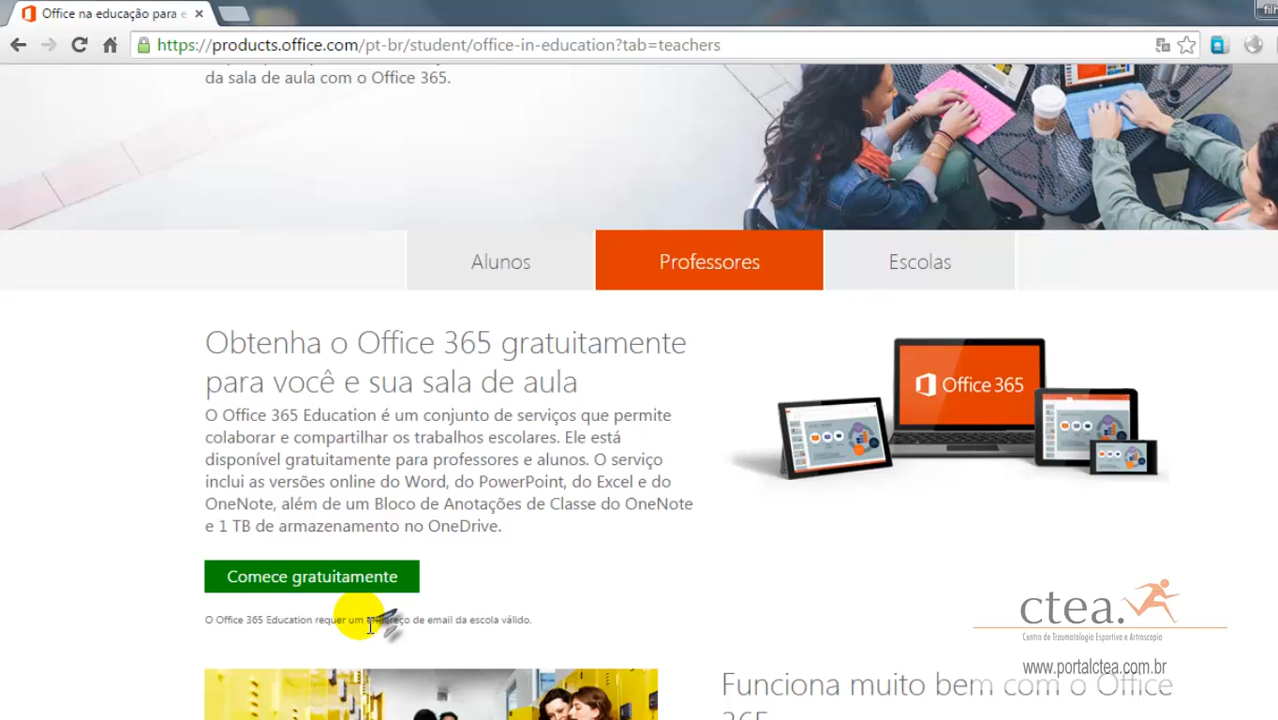 Office na educação para e
https://products.office.com/pt-br/student/office-in-education?tab=teachers
da sala de aula com o Office 365.
Alunos
Professores
Escolas
Obtenha o Office 365 gratuitamente
para você e sua sala de aula
O Office 365 Education é um conjunto de serviços que permite
colaborar e compartilhar os trabalhos escolares. Ele está
disponível gratuitamente para professores e alunos. O serviço
inclui as versões online do Word, do PowerPoint, do Excel e do
OneNote, além de um Bloco de Anotações de Classe do OneNote
e 1 TB de armazenamento no OneDrive.
Office 365
Comece gratuitamente
O Office 365 Education requer um endereço de email da escola válido.
ctea.
Centro de Traumatologia Esportiva e Artroscopia
www.portalctea.com.br
Funciona muito bem com o Office
365